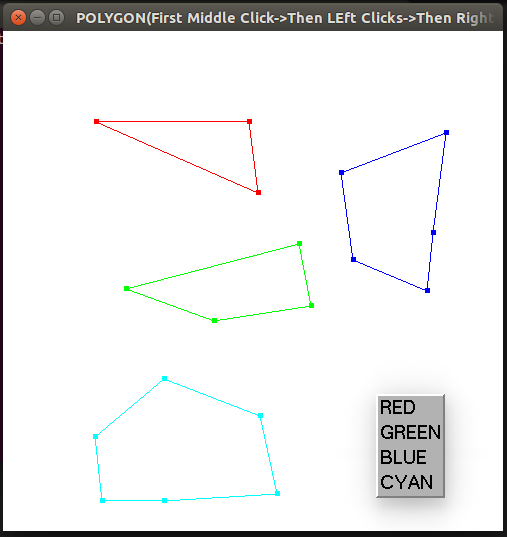 POLYGON(First Middle Click->Then LEft Clicks->Then Right
RED
GREEN
BLUE
CYAN